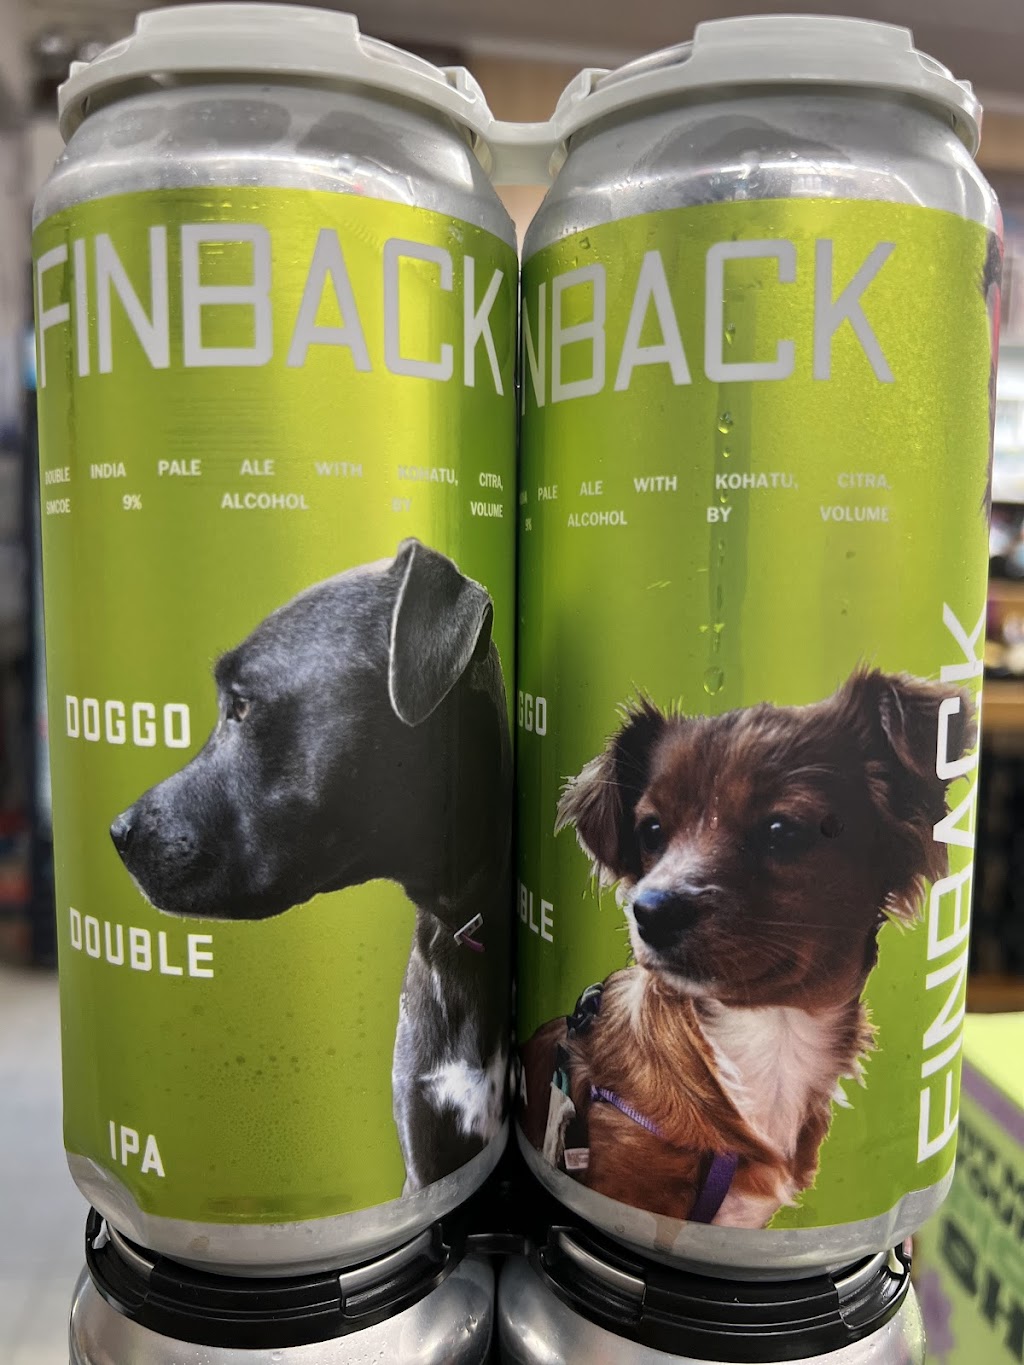 FINBACK
DOUBLE INDIA PALE ALE WITH KOHATU, CITRA,
SIMCOE 9% ALCOHOL BY VOLUME
DOGGO
DOUBLE
IPA
NBACK
PALE ALE WITH KOHATU, CITRA,
9% ALCOHOL BY VOLUME
GGO
BLE
FINBACK